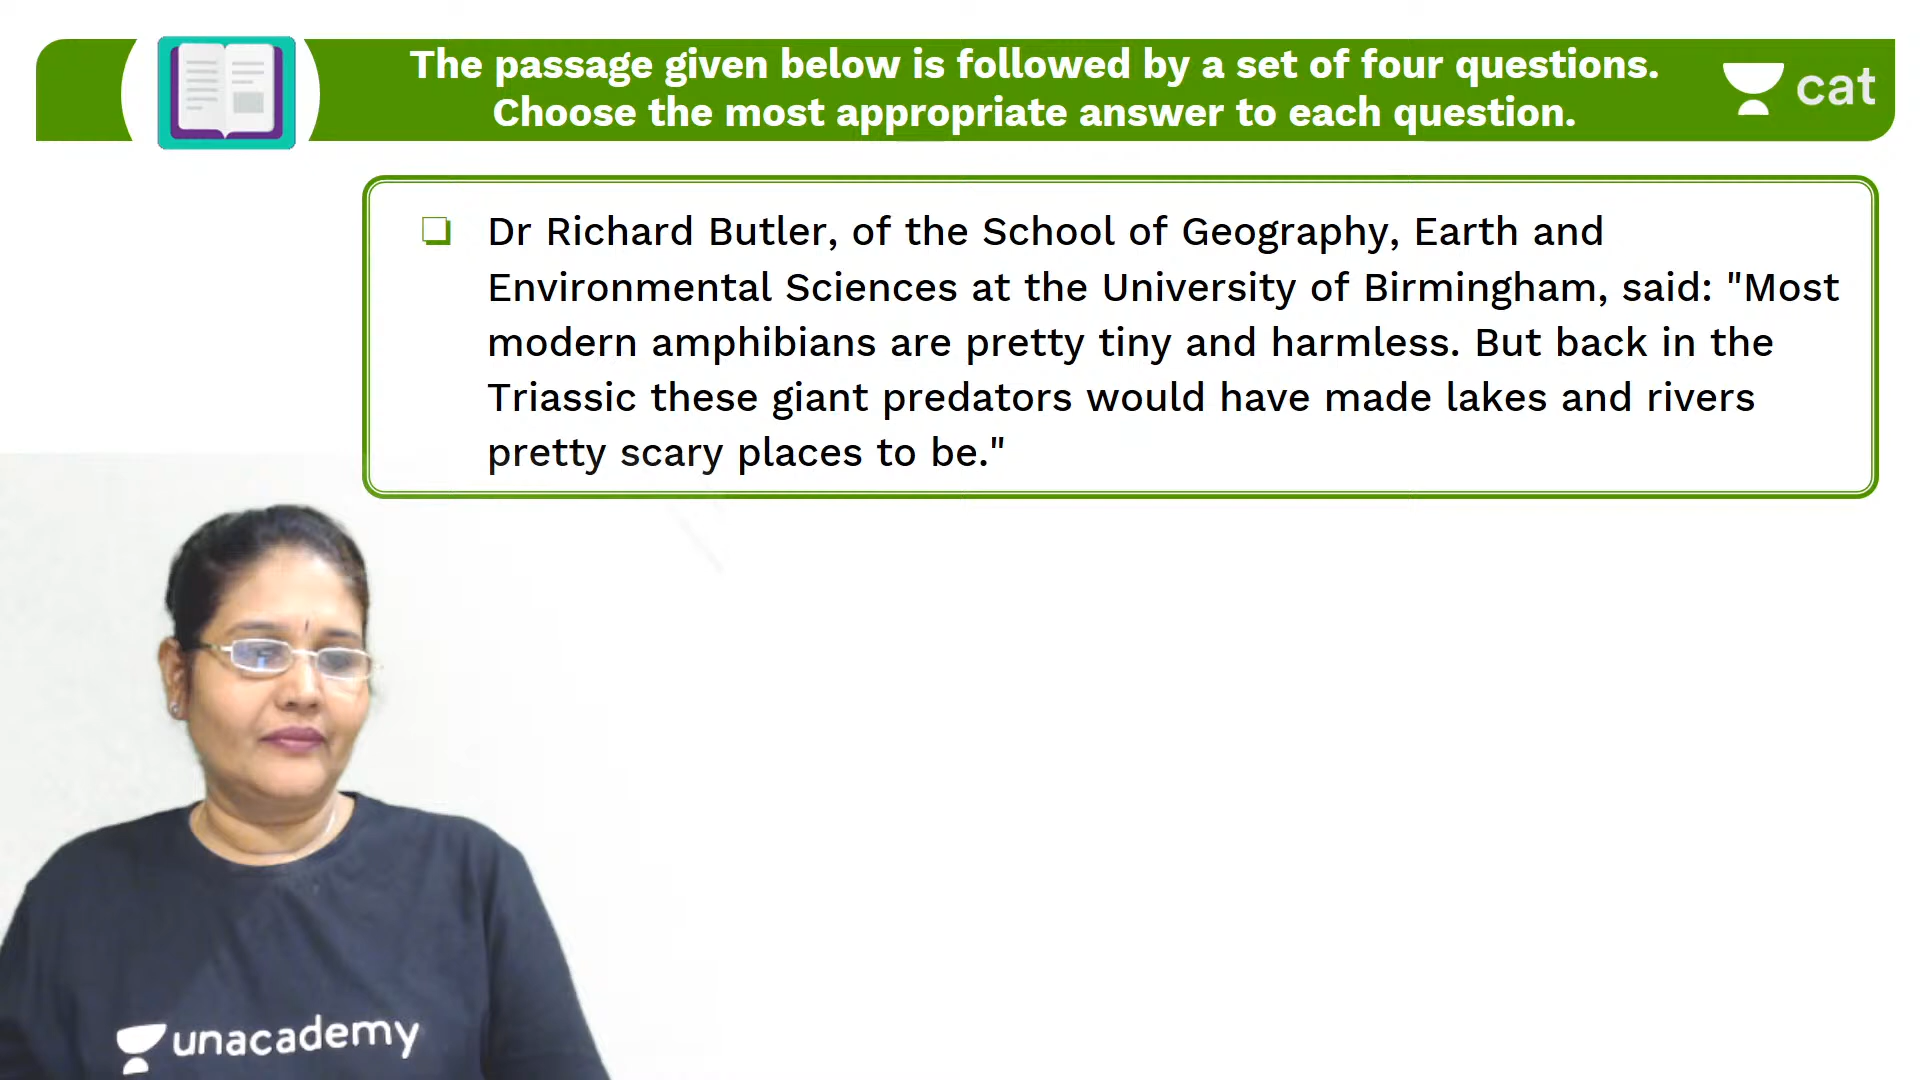 The passage given below is followed by a set of four questions.
Choose the most appropriate answer to each question.
cat
Dr Richard Butler, of the School of Geography, Earth and
Environmental Sciences at the University of Birmingham, said: "Most
modern amphibians are pretty tiny and harmless. But back in the
Triassic these giant predators would have made lakes and rivers
pretty scary places to be."
unacademy